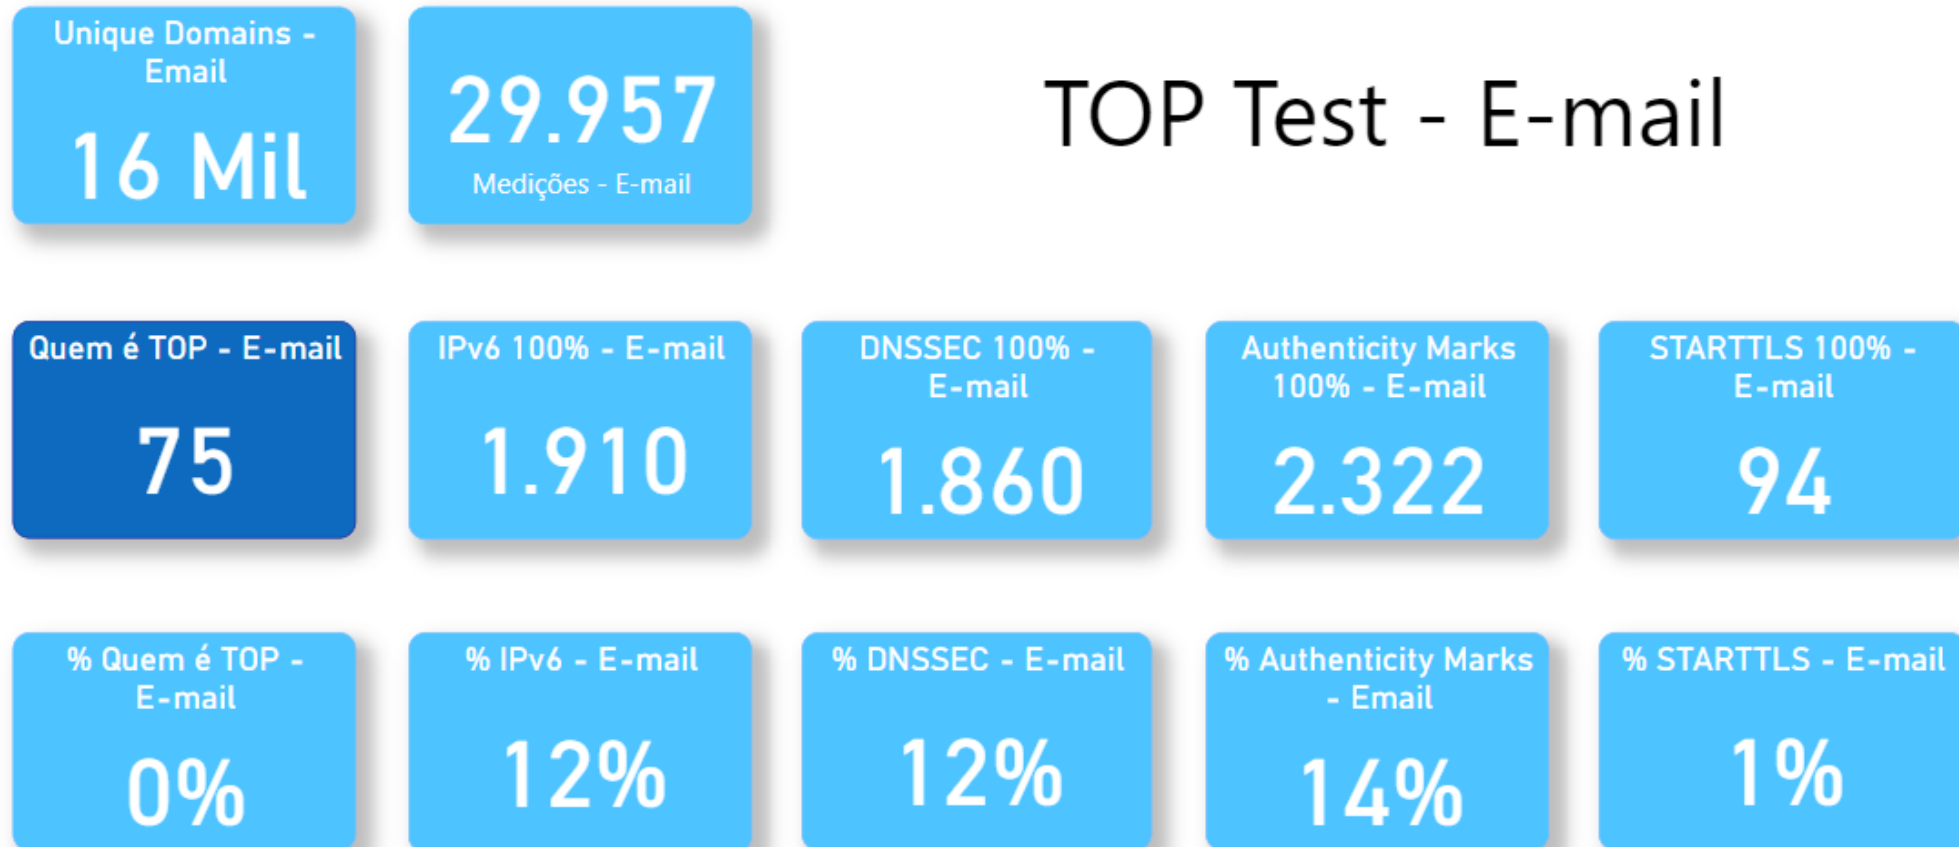 Unique Domains -
Email
16 Mil
29.957
Medições - E-mail
TOP Test - E-mail
Quem é TOP - E-mail
75
IPv6 100% - E-mail
1.910
DNSSEC 100% -
E-mail
1.860
Authenticity Marks
100% - E-mail
2.322
STARTTLS 100% -
E-mail
94
% Quem é TOP -
E-mail
0%
% IPv6 - E-mail
12%
% DNSSEC - E-mail
12%
% Authenticity Marks
- Email
14%
% STARTTLS - E-mail
1%